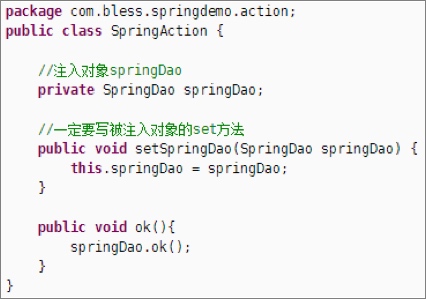 package com.bless.springdemo.action;
public class SpringAction {
//注入对象springDao
private SpringDao springDao;
//一定要写被注入对象的set方法
public void setSpringDao(SpringDao springDao) {
this.springDao = springDao;
}
public void ok(){
springDao.ok();
}
}